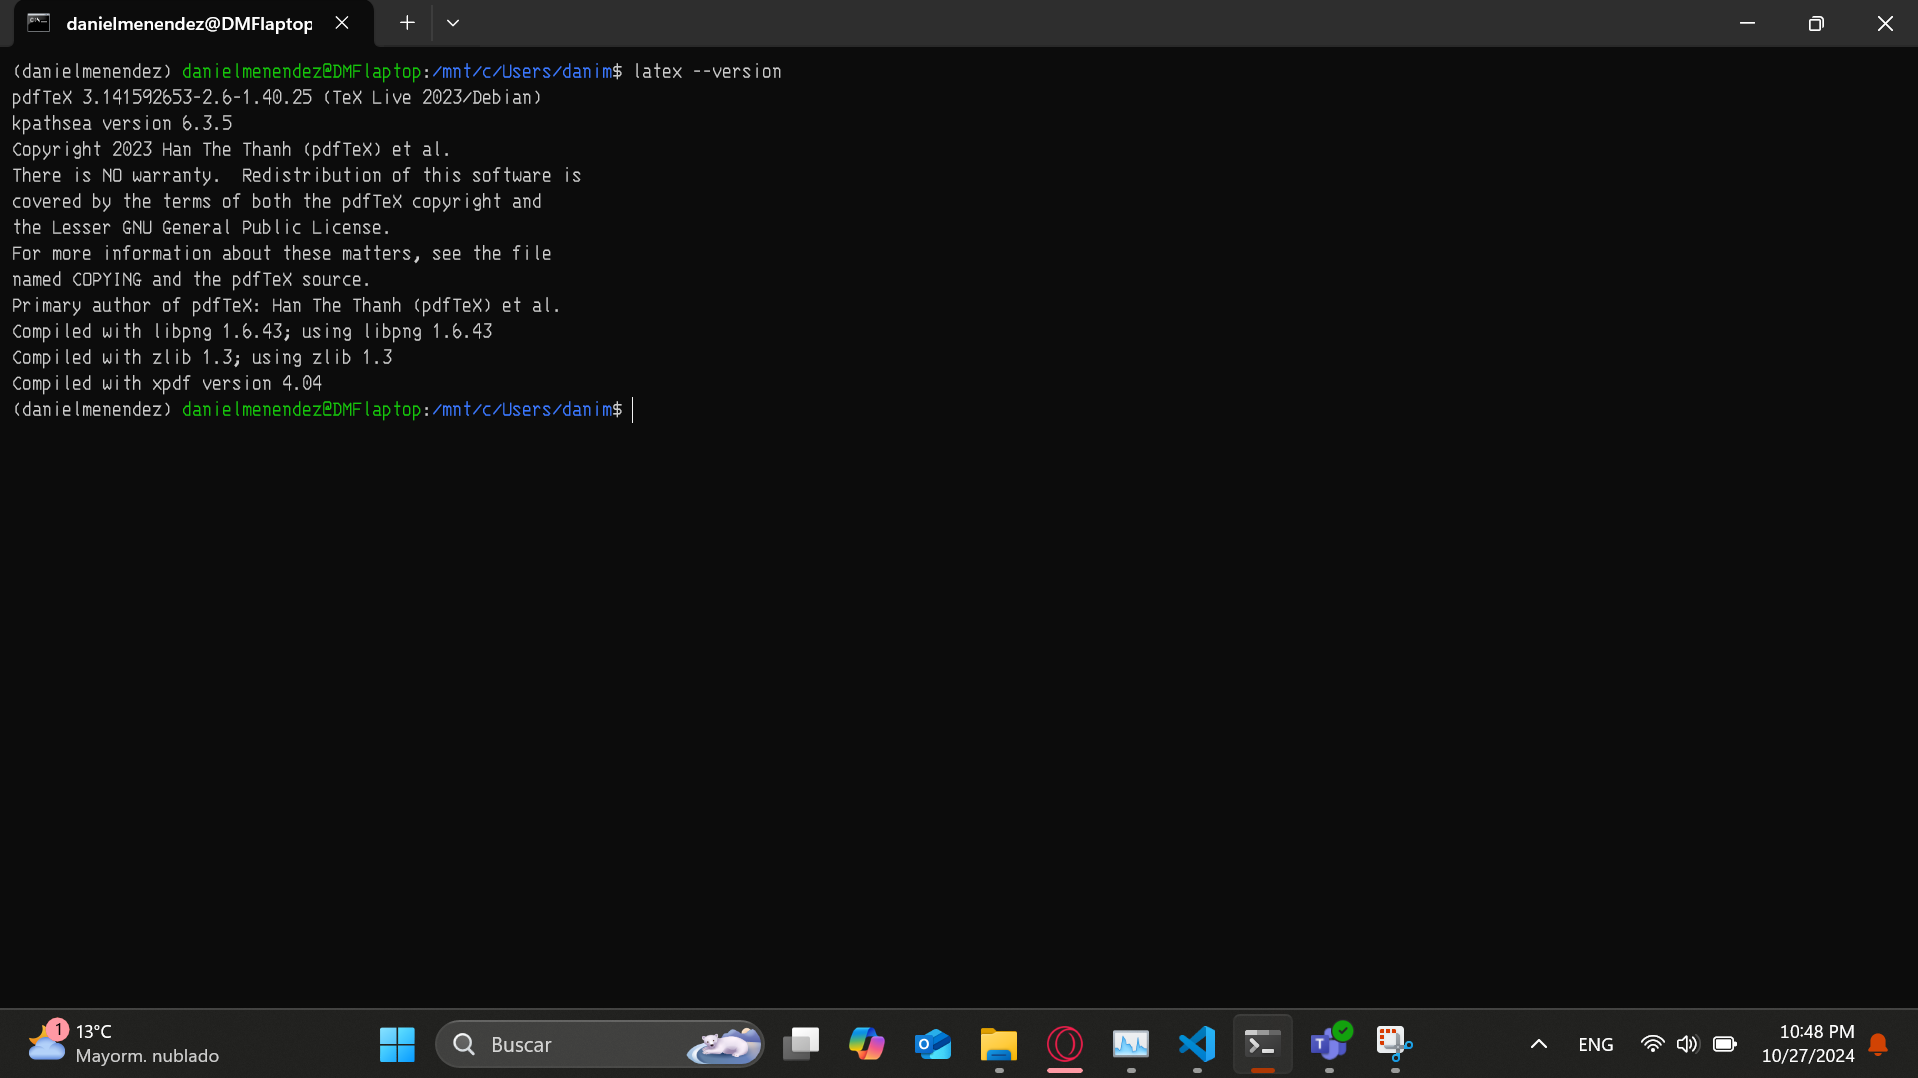 danielmenendez@DMFlaptop
(danielmenendez) danielmenendez@DMFlaptop:/mnt/c/Users/danim$ latex --version
pdfTeX 3.141592653-2.6-1.40.25 (TeX Live 2023/Debian)
kpathsea version 6.3.5
Copyright 2023 Han The Thanh (pdfTeX) et al.
There is NO warranty.  Redistribution of this software is
covered by the terms of both the pdfTeX copyright and
the Lesser GNU General Public License.
For more information about these matters, see the file
named COPYING and the pdfTeX source.
Primary author of pdfTeX: Han The Thanh (pdfTeX) et al.
Compiled with libpng 1.6.43; using libpng 1.6.43
Compiled with zlib 1.3; using zlib 1.3
Compiled with xpdf version 4.04
(danielmenendez) danielmenendez@DMFlaptop:/mnt/c/Users/danim$
1
13°C
Mayorm. nublado
Buscar
ENG
10:48 PM
10/27/2024